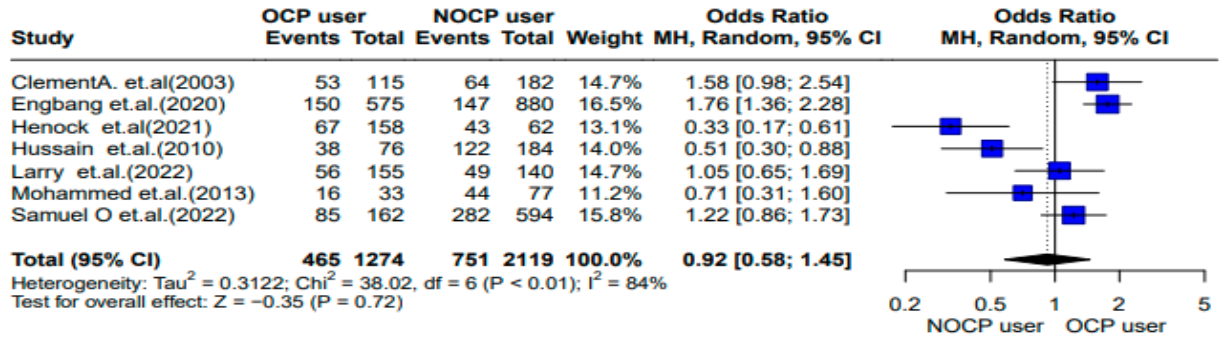 OCP user NOCP user Odds Ratio Odds Ratio
Study Events Total Events Total Weight MH, Random, 95% CI MH, Random, 95% CI
ClementA. et.al(2003) 53 115 64 182 14.7% 1.58 [0.98; 2.54]
Engbang et.al.(2020) 150 575 147 880 16.5% 1.76 [1.36; 2.28]
Henock et.al(2021) 67 158 43 62 13.1% 0.33 [0.17; 0.61]
Hussain et.al.(2010) 38 76 122 184 14.0% 0.51 [0.30; 0.88]
Larry et.al.(2022) 56 155 49 140 14.7% 1.05 [0.65; 1.69]
Mohammed et.al.(2013) 16 33 44 77 11.2% 0.71 [0.31; 1.60]
Samuel O et.al.(2022) 85 162 282 594 15.8% 1.22 [0.86; 1.73]
Total (95% CI) 465 1274 751 2119 100.0% 0.92 [0.58; 1.45]
Heterogeneity: Tau² = 0.3122; Chi² = 38.02, df = 6 (P < 0.01); I² = 84%
Test for overall effect: Z = −0.35 (P = 0.72)
0.2 0.5 1 2 5
NOCP user OCP user